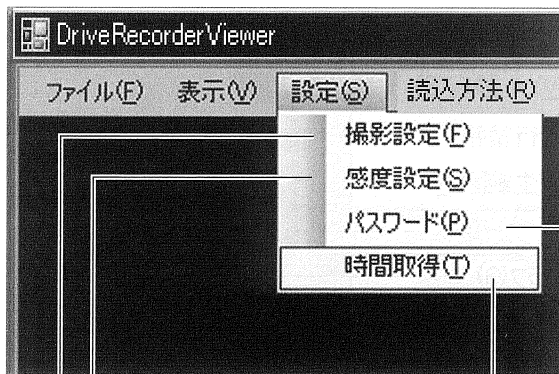 DriveRecorderViewer
ファイル(F) 表示(V) 設定(S) 読込方法(R)
撮影設定(F)
感度設定(S)
パスワード(P)
時間取得(T)